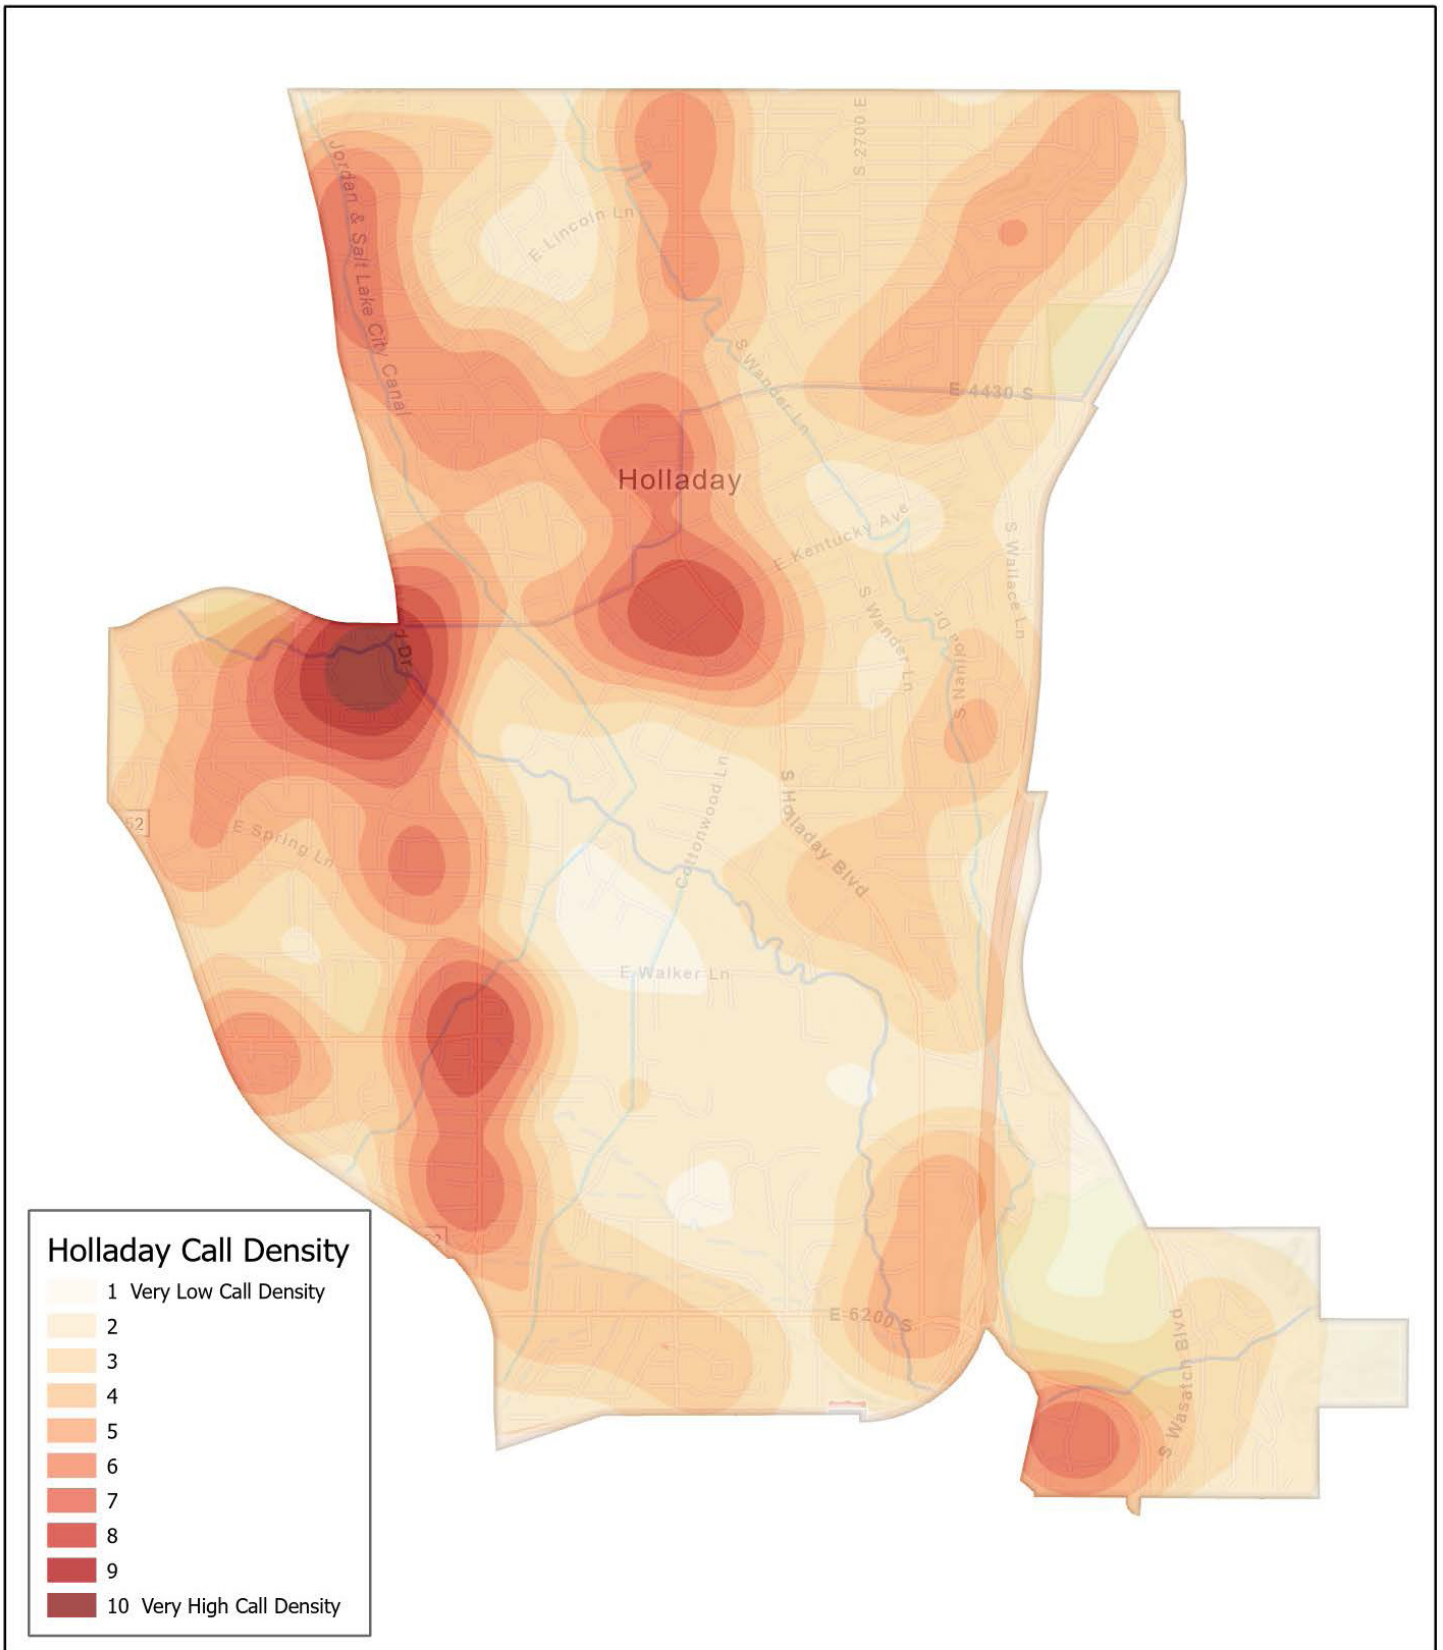 S 2700 E
Jordan & Salt Lake City Canal
E Lincoln Ln
S Wander Ln
E 4430 S
Holladay
E Kentucky Ave
S Wallace Ln
S Wander Ln
S Naniloa Dr
Dr
S Holladay Blvd
Cottonwood Ln
E Spring Ln
E Walker Ln
E 6200 S
S Wasatch Blvd
Holladay Call Density
1 Very Low Call Density
2
3
4
5
6
7
8
9
10 Very High Call Density